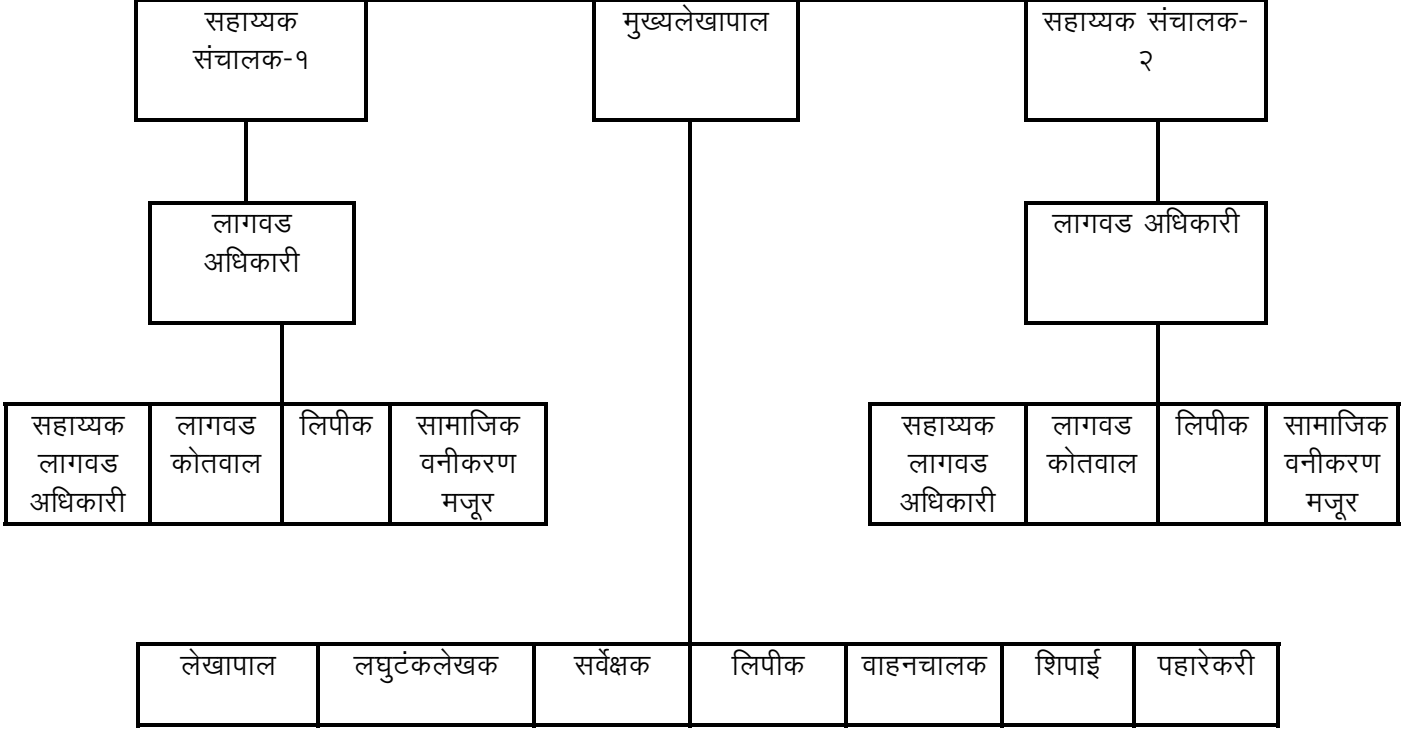 सहाय्यक
संचालक-१
मुख्यलेखापाल
सहाय्यक संचालक-
२
लागवड
अधिकारी
लागवड अधिकारी
सहाय्यक
लागवड
अधिकारी
लागवड
कोतवाल
लिपीक
सामाजिक
वनीकरण
मजूर
सहाय्यक
लागवड
अधिकारी
लागवड
कोतवाल
लिपीक
सामाजिक
वनीकरण
मजूर
लेखापाल
लघुटंकलेखक
सर्वेक्षक
लिपीक
वाहनचालक
शिपाई
पहारेकरी